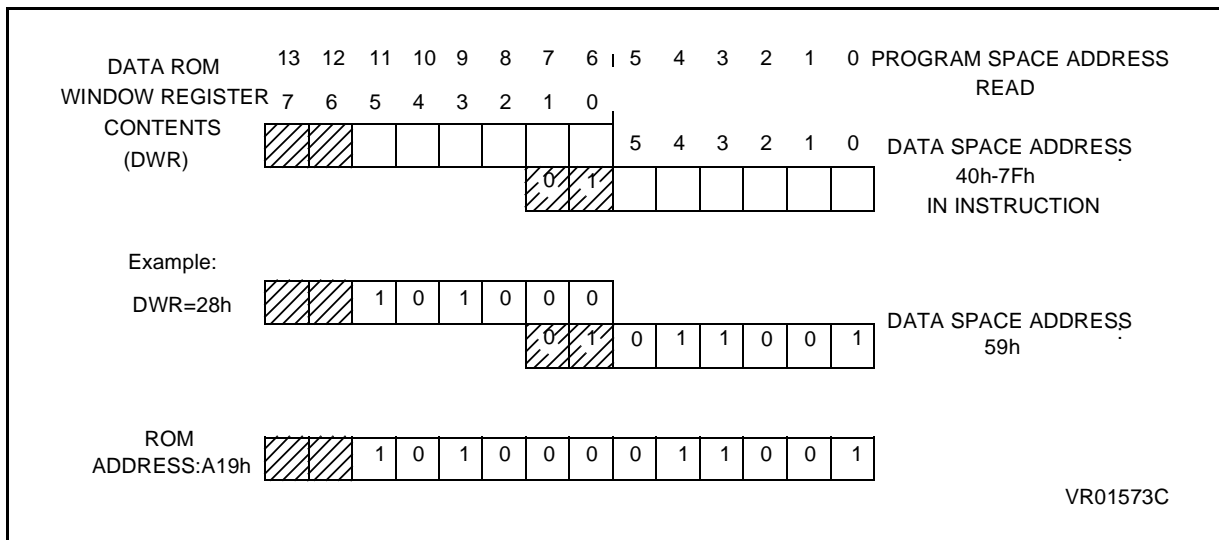 13 12 11 10 9 8 7 6 5 4 3 2 1 0 PROGRAM SPACE ADDRESS
READ
DATA ROM
WINDOW REGISTER 7 6 5 4 3 2 1 0
CONTENTS
(DWR)
5 4 3 2 1 0 DATA SPACE ADDRESS :
0 1 40h-7Fh
IN INSTRUCTION
Example:
DWR=28h 1 0 1 0 0 0
0 1 0 1 1 0 0 1 DATA SPACE ADDRESS :
59h
ROM
ADDRESS:A19h 1 0 1 0 0 0 0 1 1 0 0 1
VR01573C